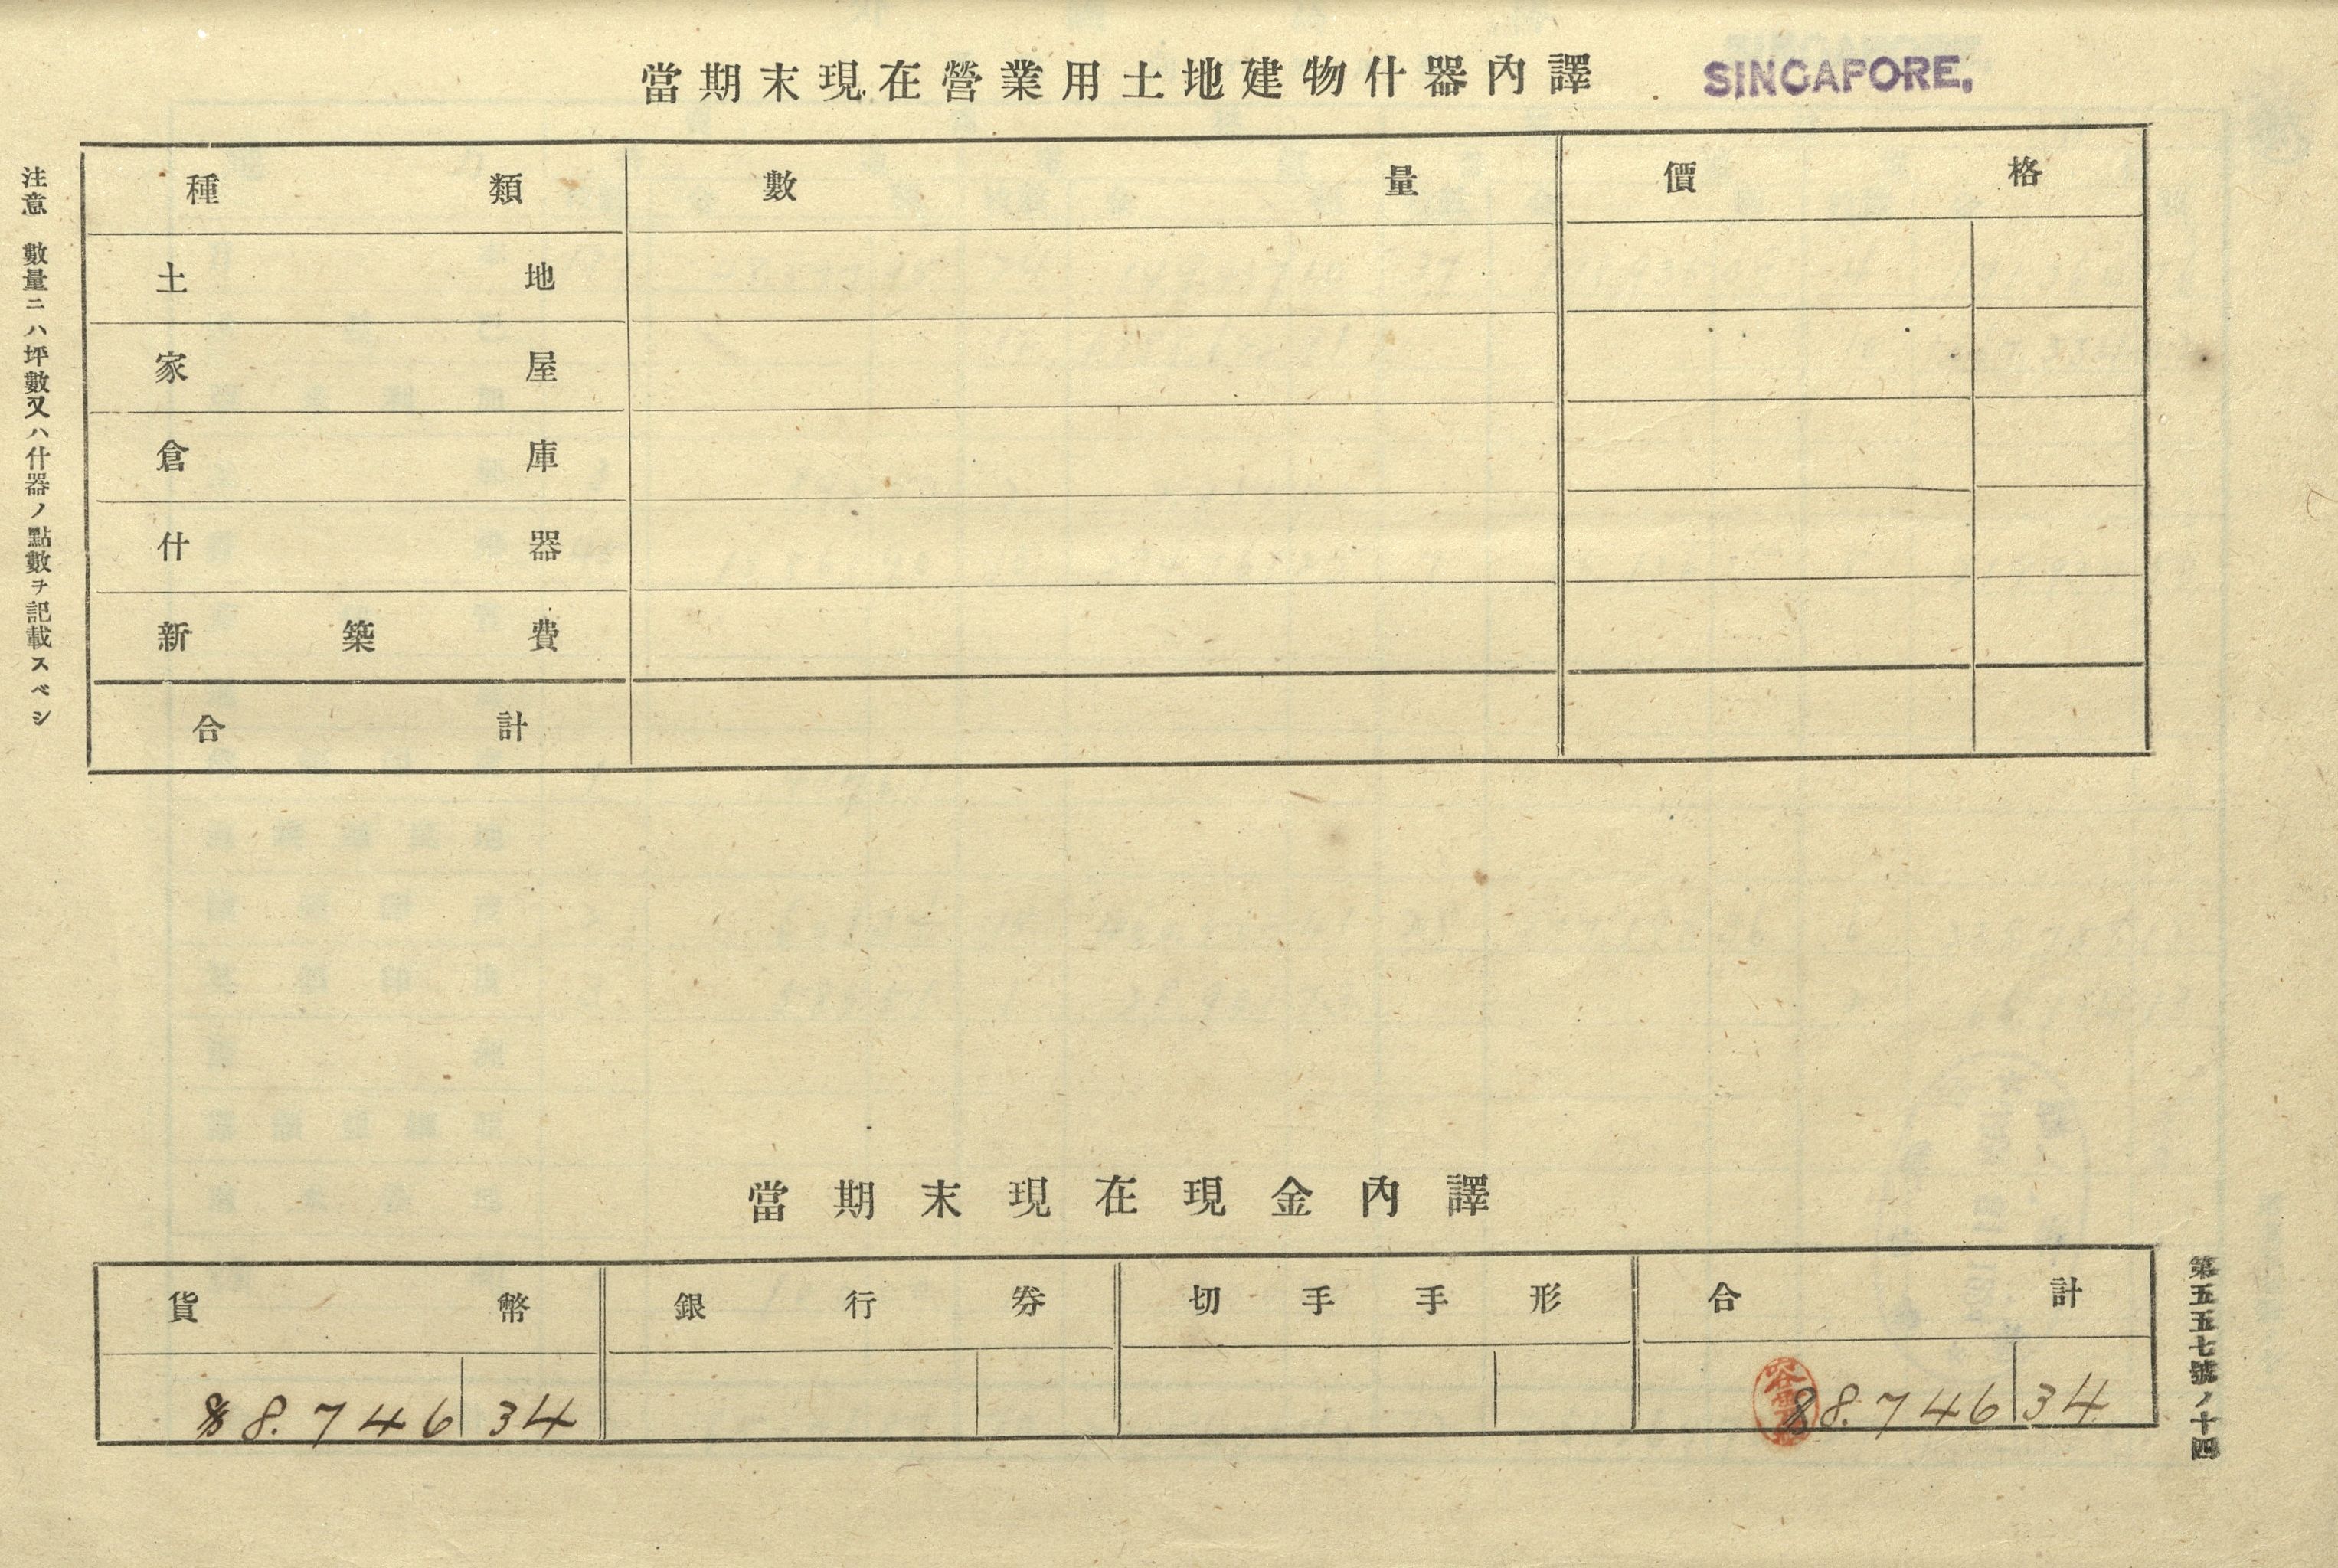 當期末現在營業用土地建物什器內譯 SINGAPORE.
種類 數量 價格
土地
家屋
倉庫
什器
新築費
合計
注意 數量ニハ坪數又ハ什器ノ點數ヲ記載スベシ
當期末現在現金內譯
貨幣 銀行券 切手手形 合計
$8.746 34 $8.746 34
第五五七號ノ十四